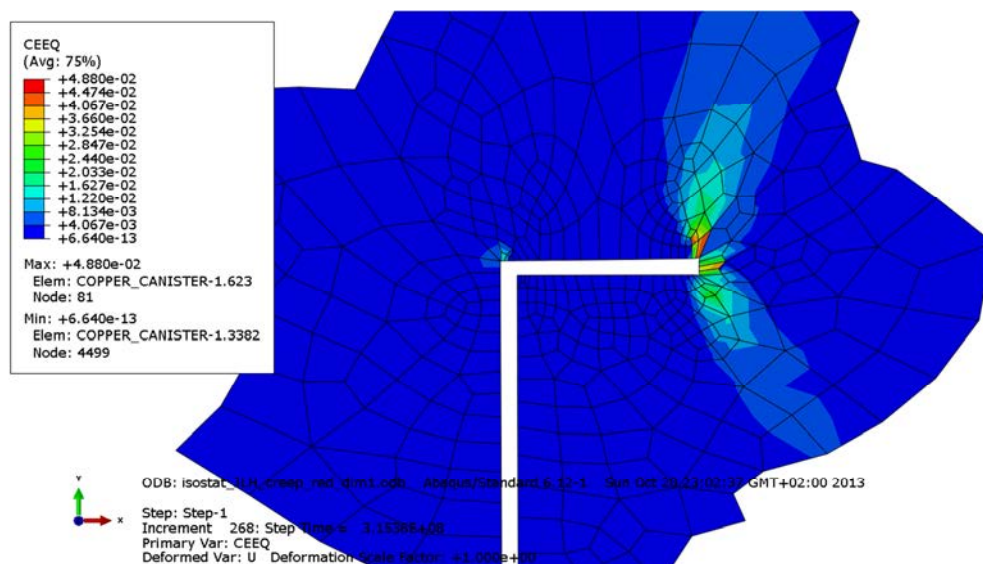 CEEQ
(Avg: 75%)
+4.880e-02
+4.474e-02
+4.067e-02
+3.660e-02
+3.254e-02
+2.847e-02
+2.440e-02
+2.033e-02
+1.627e-02
+1.220e-02
+8.134e-03
+4.067e-03
+6.640e-13
Max: +4.880e-02
Elem: COPPER_CANISTER-1.623
Node: 81
Min: +6.640e-13
Elem: COPPER_CANISTER-1.3382
Node: 4499
ODB: Abaqus/Standard 6.12-1 Sun Oct GMT+02:00 2013
Y
X
Step: Step-1
Increment 268: Step Time =
Primary Var: CEEQ
Deformed Var: U Deformation Scale Factor: +1.000e+00